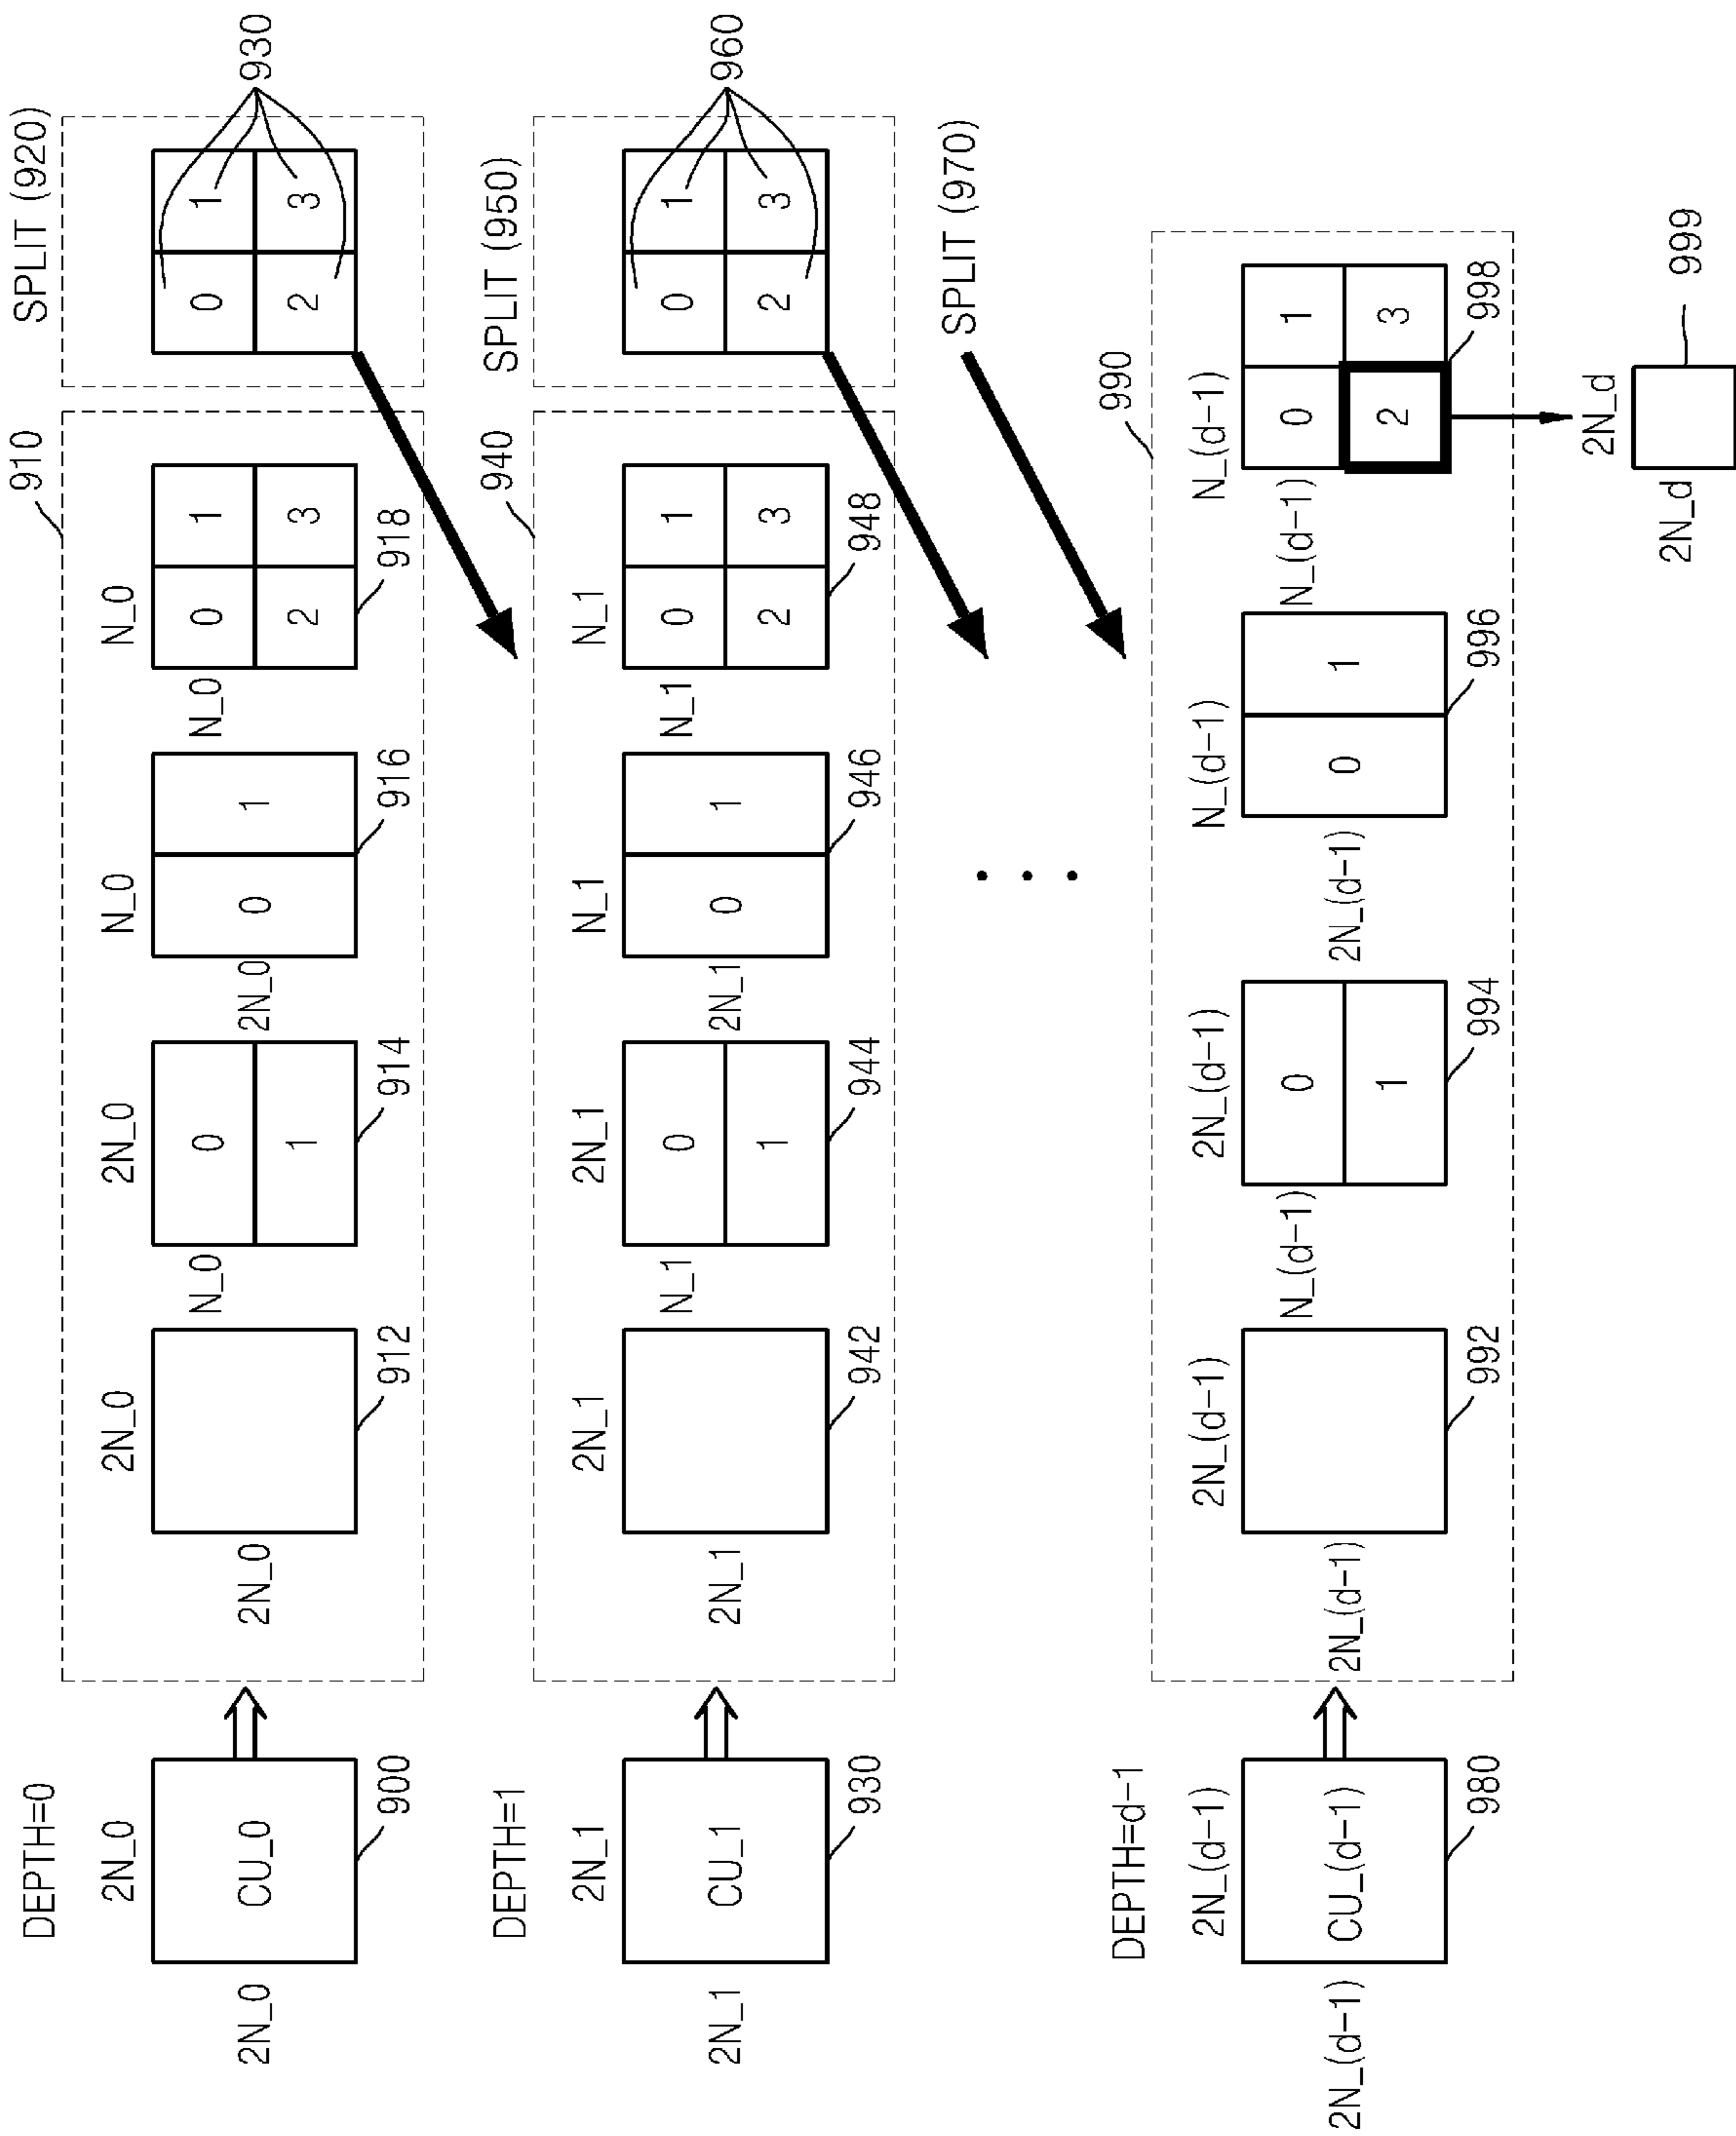 DEPTH=0
2N_0
2N_0
CU_0
900
910
2N_0
2N_0
912
2N_0
N_0
0
1
914
N_0
2N_0
0
1
916
N_0
N_0
0
1
2
3
918
SPLIT (920)
0
1
2
3
930
DEPTH=1
2N_1
2N_1
CU_1
930
940
2N_1
2N_1
942
2N_1
N_1
0
1
944
N_1
2N_1
0
1
946
N_1
N_1
0
1
2
3
948
SPLIT (950)
0
1
2
3
960
SPLIT (970)
. . .
DEPTH=d-1
2N_(d-1)
2N_(d-1)
CU_(d-1)
980
990
2N_(d-1)
2N_(d-1)
992
2N_(d-1)
N_(d-1)
0
1
994
N_(d-1)
2N_(d-1)
0
1
996
N_(d-1)
N_(d-1)
0
1
2
3
998
2N_d
2N_d
999